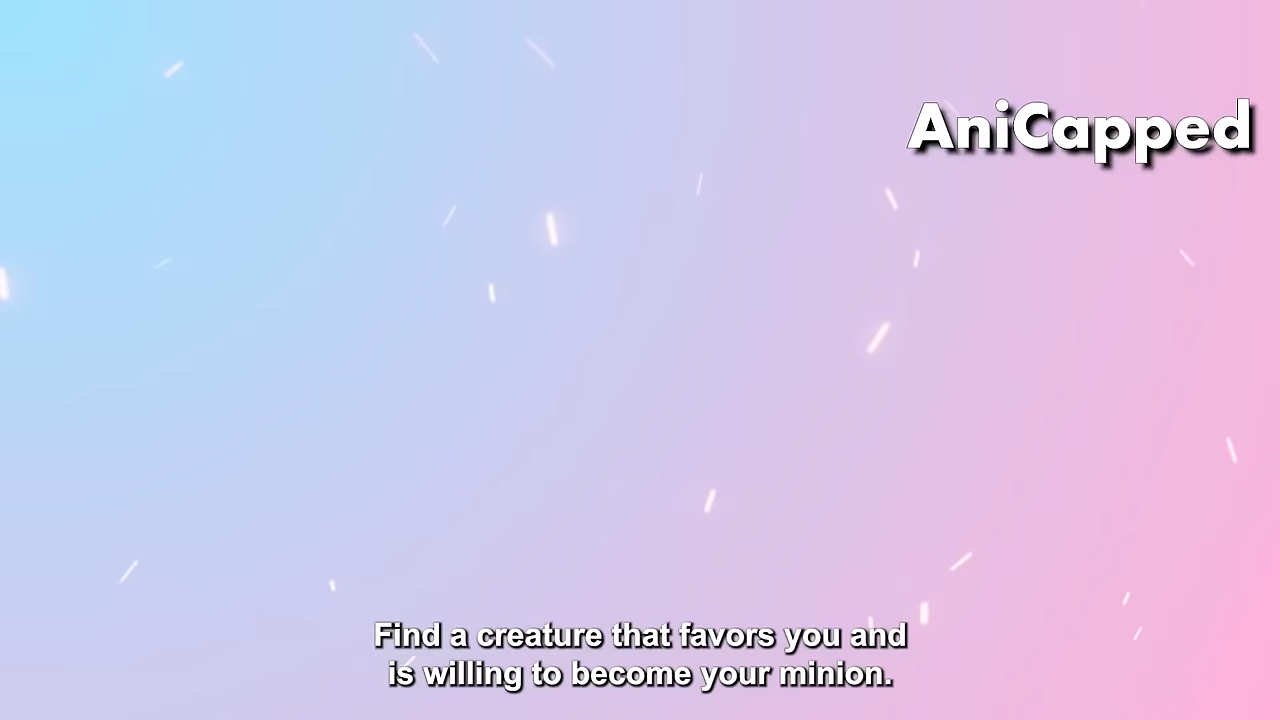 AniCapped
Find a creature that favors you and
is willing to become your minion.